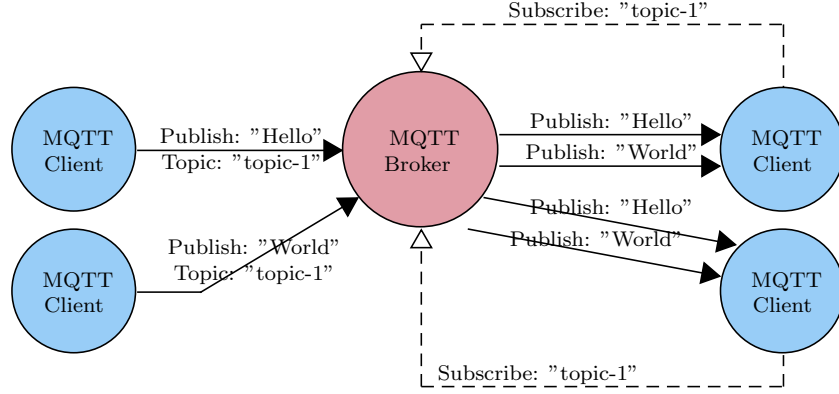 Subscribe: ”topic-1”
MQTT
Client
Publish: ”Hello”
Topic: ”topic-1”
MQTT
Broker
Publish: ”Hello”
Publish: ”World”
MQTT
Client
MQTT
Client
Publish: ”World”
Topic: ”topic-1”
Publish: ”Hello”
Publish: ”World”
MQTT
Client
Subscribe: ”topic-1”